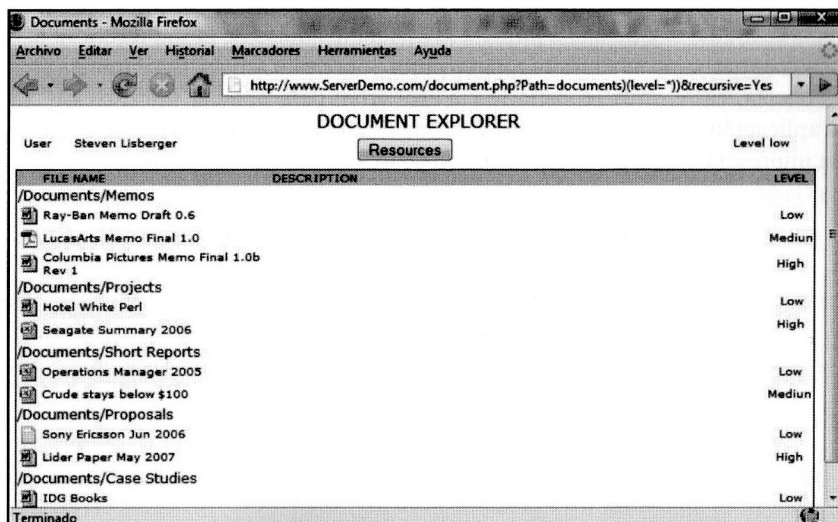 Documents - Mozilla Firefox
Archivo Editar Ver Historial Marcadores Herramientas Ayuda
http://www.ServerDemo.com/document.php?Path=documents)(level=*))&recursive=Yes
DOCUMENT EXPLORER
User Steven Lisberger Resources Level low
FILE NAME DESCRIPTION LEVEL
/Documents/Memos
Ray-Ban Memo Draft 0.6 Low
LucasArts Memo Final 1.0 Mediun
Columbia Pictures Memo Final 1.0b
Rev 1 High
/Documents/Projects
Hotel White Perl Low
Seagate Summary 2006 High
/Documents/Short Reports
Operations Manager 2005 Low
Crude stays below $100 Mediun
/Documents/Proposals
Sony Ericsson Jun 2006 Low
Lider Paper May 2007 High
/Documents/Case Studies
IDG Books Low
Terminado